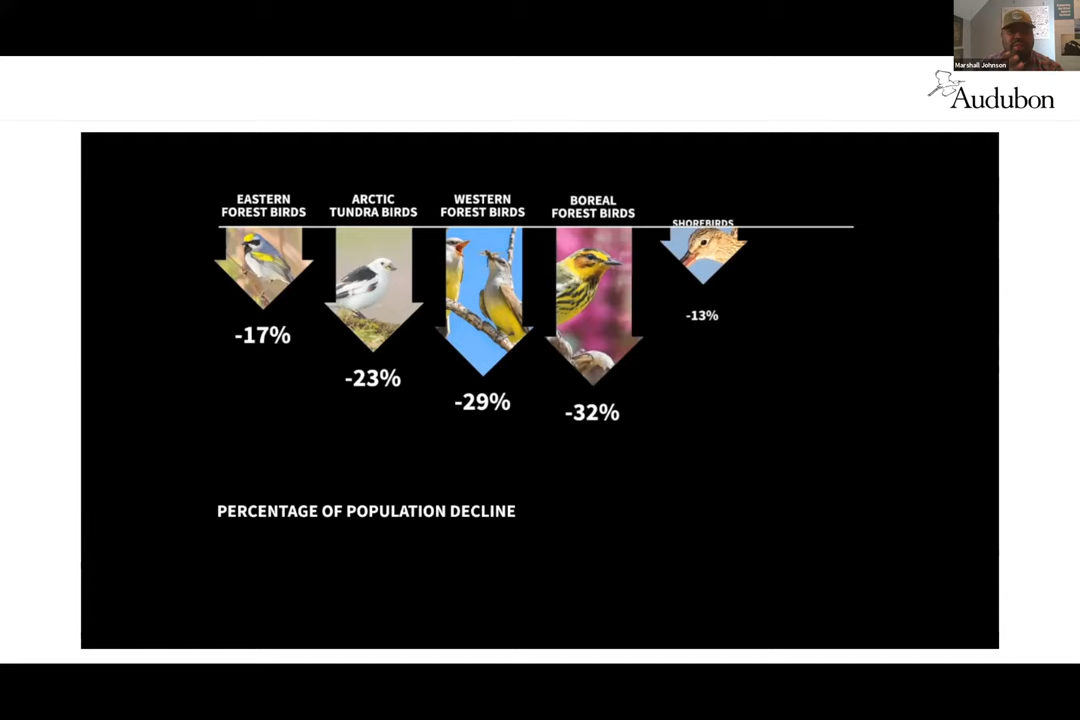 Marshall Johnson
Audubon
EASTERN
FOREST BIRDS
ARCTIC
TUNDRA BIRDS
WESTERN
FOREST BIRDS
BOREAL
FOREST BIRDS
SHOREBIRDS
-17%
-23%
-29%
-32%
-13%
PERCENTAGE OF POPULATION DECLINE